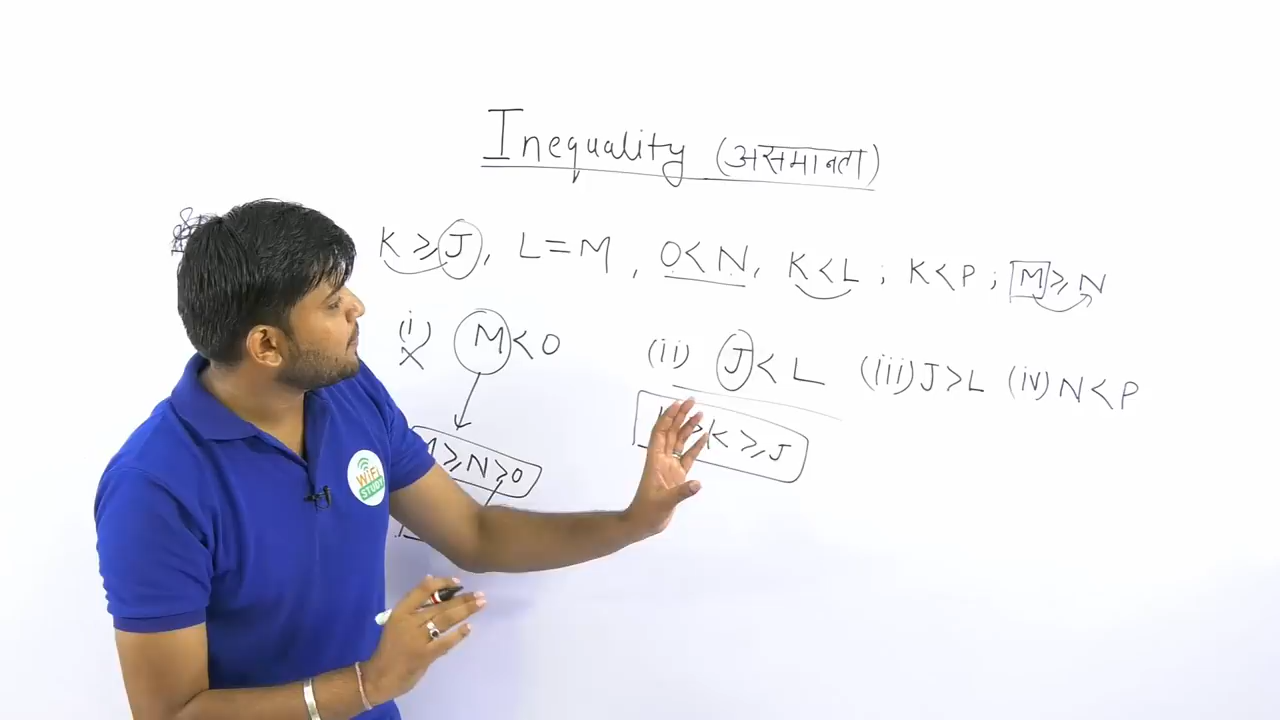 Inequality (असमानता)
K ⩾ J, L = M, O < N, K < L ; K < P ; M ⩾ N
(i) M < O (ii) J < L (iii) J > L (iv) N < P
X
K ⩾ J
⩾ N > O
WiFi
STUDY